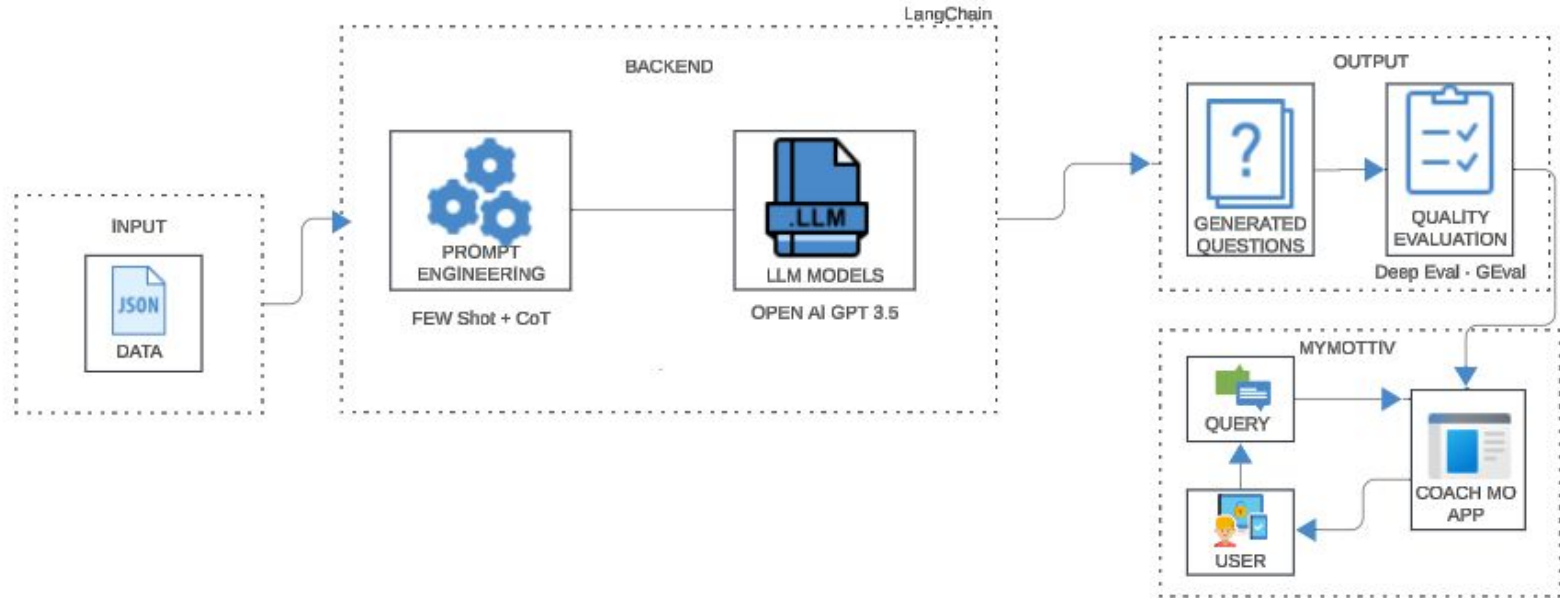 LangChain
BACKEND
OUTPUT
INPUT
JSON
DATA
PROMPT
ENGINEERING
FEW Shot + CoT
.LLM
LLM MODELS
OPEN AI GPT 3.5
?
GENERATED
QUESTIONS
QUALITY
EVALUATION
Deep Eval - GEval
MYMOTTIV
QUERY
USER
COACH MO
APP